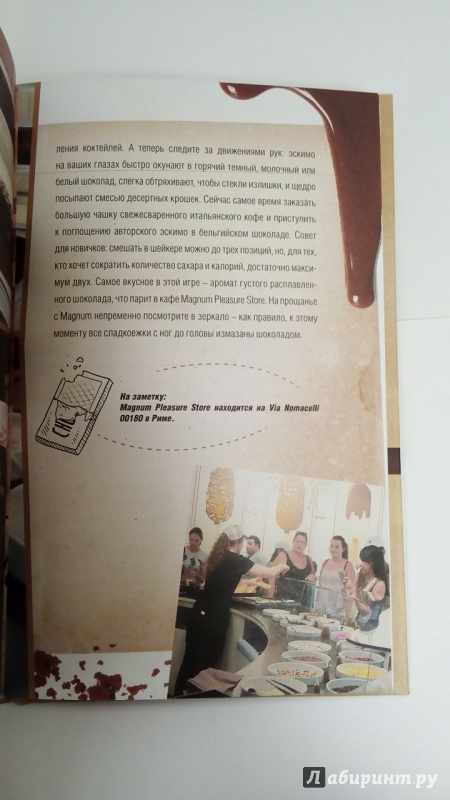 ления коктейлей. А теперь следите за движениями рук: эскимо
на ваших глазах быстро окунают в горячий темный, молочный или
белый шоколад, слегка обтряхивают, чтобы стекли излишки, и щедро
посыпают смесью десертных крошек. Сейчас самое время заказать
большую чашку свежесваренного итальянского кофе и приступить
к поглощению авторского эскимо в бельгийском шоколаде. Совет
для новичков: смешать в шейкере можно до трех позиций, но, для тех,
кто хочет сократить количество сахара и калорий, достаточно макси-
мум двух. Самое вкусное в этой игре – аромат густого расплавлен-
ного шоколада, что парит в кафе Magnum Pleasure Store. На прощанье
с Magnum непременно посмотрите в зеркало – как правило, к этому
моменту все сладкоежки с ног до головы измазаны шоколадом.
На заметку:
Magnum Pleasure Store находится на Via Nomacelli
00180 в Риме.
CHO
Лабиринт.ру